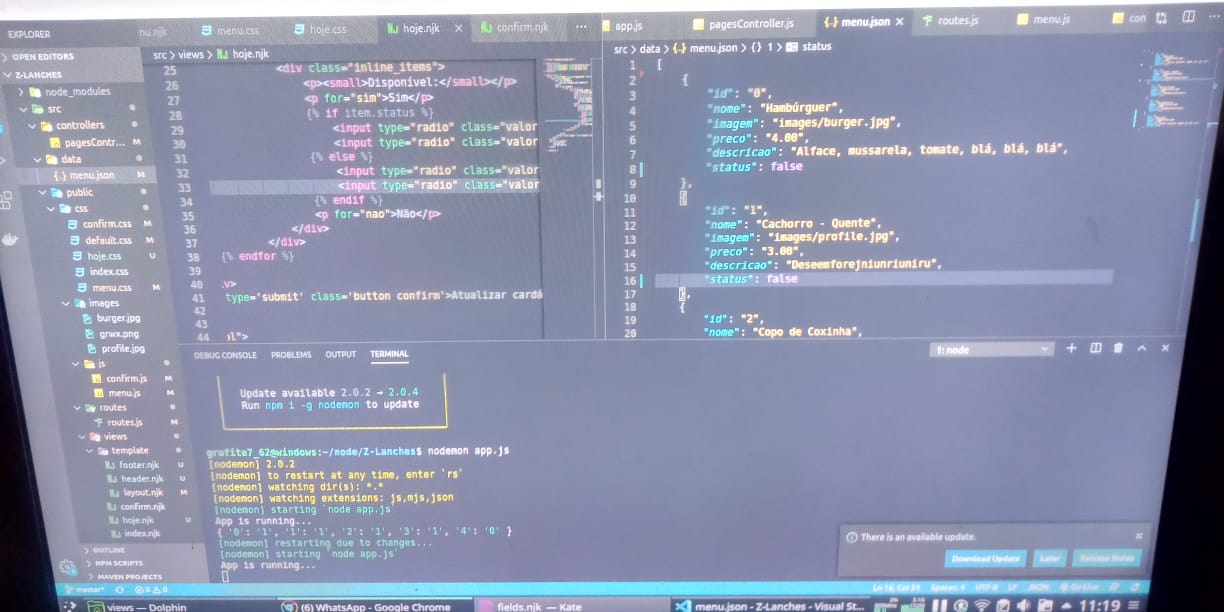 EXPLORER
OPEN EDITORS
Z-LANCHES
node_modules
src
controllers
pagesContr... M
data
menu.json M
public
css
confirm.css M
default.css M
hoje.css U
index.css
menu.css M
images
burger.jpg
grwx.png
profile.jpg
js
confirm.js M
menu.js M
routes
routes.js M
views
template
footer.njk U
header.njk U
layout.njk M
confirm.njk
hoje.njk U
index.njk
OUTLINE
NPM SCRIPTS
MAVEN PROJECTS
nu.njk menu.css hoje.css hoje.njk × confirm.njk ...
src > views > hoje.njk
25 <div class="inline_items">
26 <p><small>Disponível:</small></p>
27 <p for="sim">Sim</p>
28 {% if item.status %}
29 <input type="radio" class="valor
30 <input type="radio" class="valor
31 {% else %}
32 <input type="radio" class="valor
33 <input type="radio" class="valor
34 {% endif %}
35 <p for="nao">Não</p>
36 </div>
37 </div>
38 {% endfor %}
39
40 .v>
41 type='submit' class='button confirm'>Atualizar cardá
42
43
44 ">
app.js pagesController.js {..} menu.json × routes.js menu.js con
src > data > {..} menu.json > {} 1 > status
1 [
2 {
3 "id": "0",
4 "nome": "Hambúrguer",
5 "imagem": "images/burger.jpg",
6 "preco": "4.00",
7 "descricao": "Alface, mussarela, tomate, blá, blá, blá",
8 "status": false
9 },
10 {
11 "id": "1",
12 "nome": "Cachorro - Quente",
13 "imagem": "images/profile.jpg",
14 "preco": "3.00",
15 "descricao": "Deseemforejniunriuniru",
16 "status": false
17 },
18 {
19 "id": "2",
20 "nome": "Copo de Coxinha",
DEBUG CONSOLE PROBLEMS OUTPUT TERMINAL
1: node
Update available 2.0.2 → 2.0.4
Run npm i -g nodemon to update
grafite7_62@windows:~/node/Z-Lanches$ nodemon app.js
[nodemon] 2.0.2
[nodemon] to restart at any time, enter `rs`
[nodemon] watching dir(s): *.*
[nodemon] watching extensions: js,mjs,json
[nodemon] starting `node app.js`
App is running...
{ '0': '1', '1': '1', '2': '1', '3': '1', '4': '0' }
[nodemon] restarting due to changes...
[nodemon] starting `node app.js`
App is running...
There is an available update.
Download Update Later Release Notes
master* 0 0
Ln 16, Col 24 Spaces: 4 UTF-8 LF JSON Go Live
views — Dolphin
(6) WhatsApp - Google Chrome
fields.njk — Kate
menu.json - Z-Lanches - Visual St...
11:19